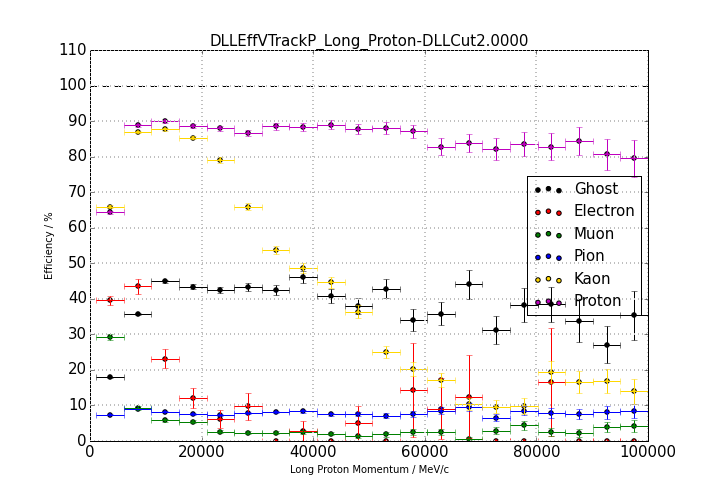 DLLEffVTrackP_Long_Proton-DLLCut2.0000
110
100
90
80
70
60
50
40
30
20
10
0
Efficiency / %
Ghost
Electron
Muon
Pion
Kaon
Proton
0 20000 40000 60000 80000 100000
Long Proton Momentum / MeV/c